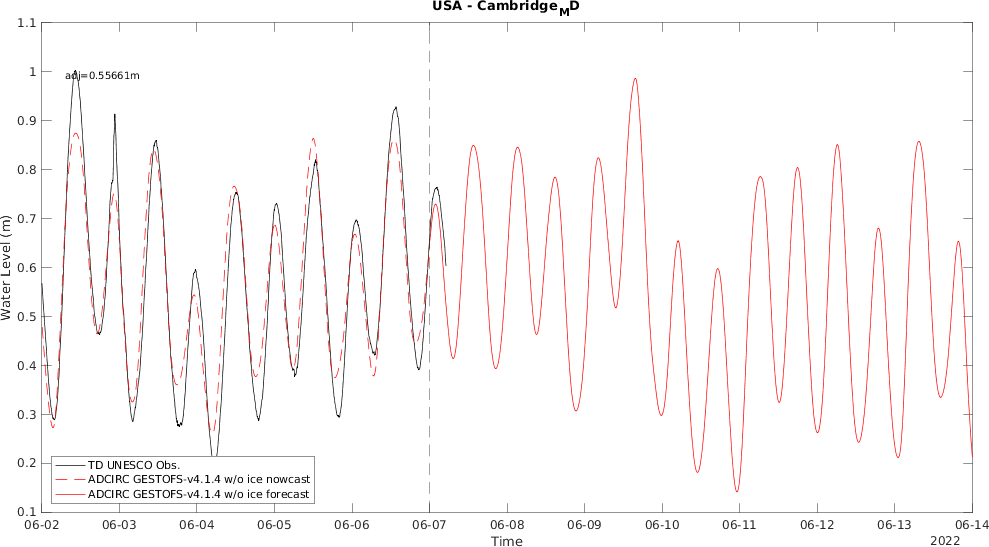 USA - Cambridge_MD
1.1
1
0.9
0.8
0.7
0.6
0.5
0.4
0.3
0.2
0.1
Water Level (m)
adj=0.55661m
TD UNESCO Obs.
ADCIRC GESTOFS-v4.1.4 w/o ice nowcast
ADCIRC GESTOFS-v4.1.4 w/o ice forecast
06-02 06-03 06-04 06-05 06-06 06-07 06-08 06-09 06-10 06-11 06-12 06-13 06-14
Time
2022